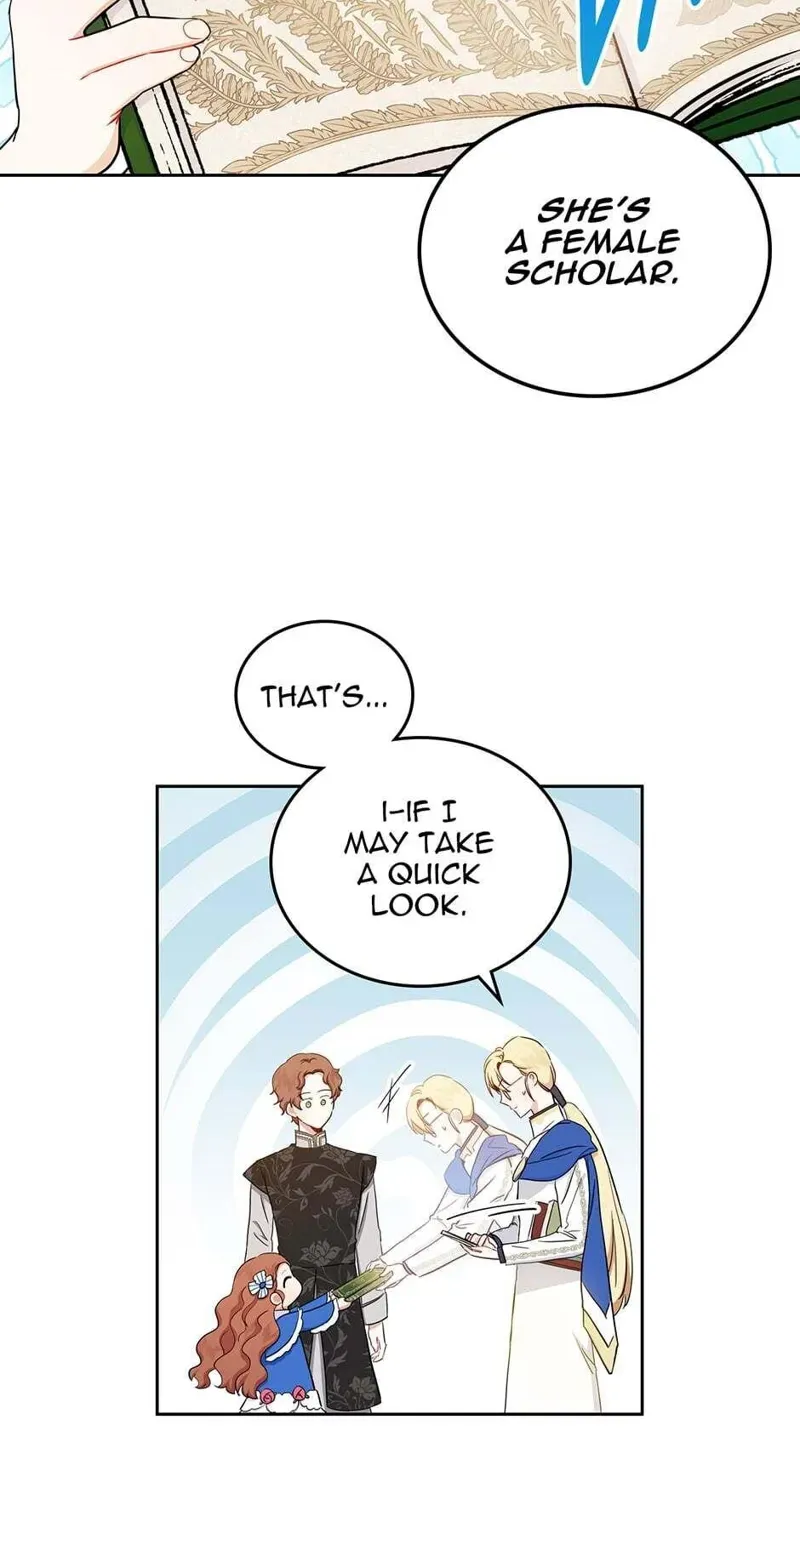 SHE'S
A FEMALE
SCHOLAR.
THAT'S...
I-IF I
MAY TAKE
A QUICK
LOOK.